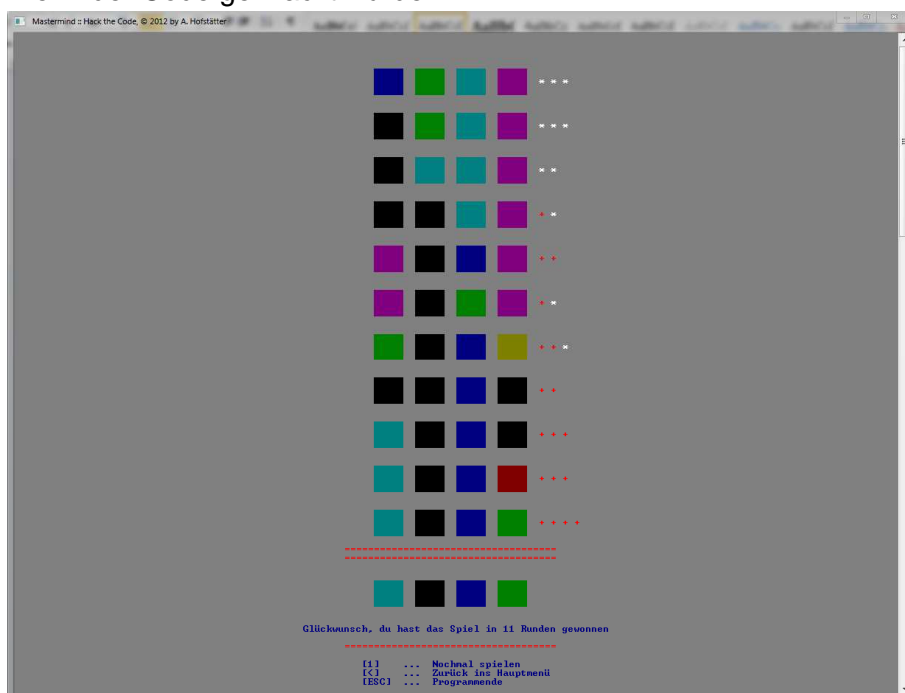 Mastermind :: Hack the Code, © 2012 by A. Hofstätter
* * *
* * *
* *
+ *
+ +
+ *
+ + *
+ +
+ + +
+ + +
+ + + +
====================================
====================================
Glückwunsch, du hast das Spiel in 11 Runden gewonnen
====================================
[1] ... Nochmal spielen
[<] ... Zurück ins Hauptmenü
[ESC] ... Programmende